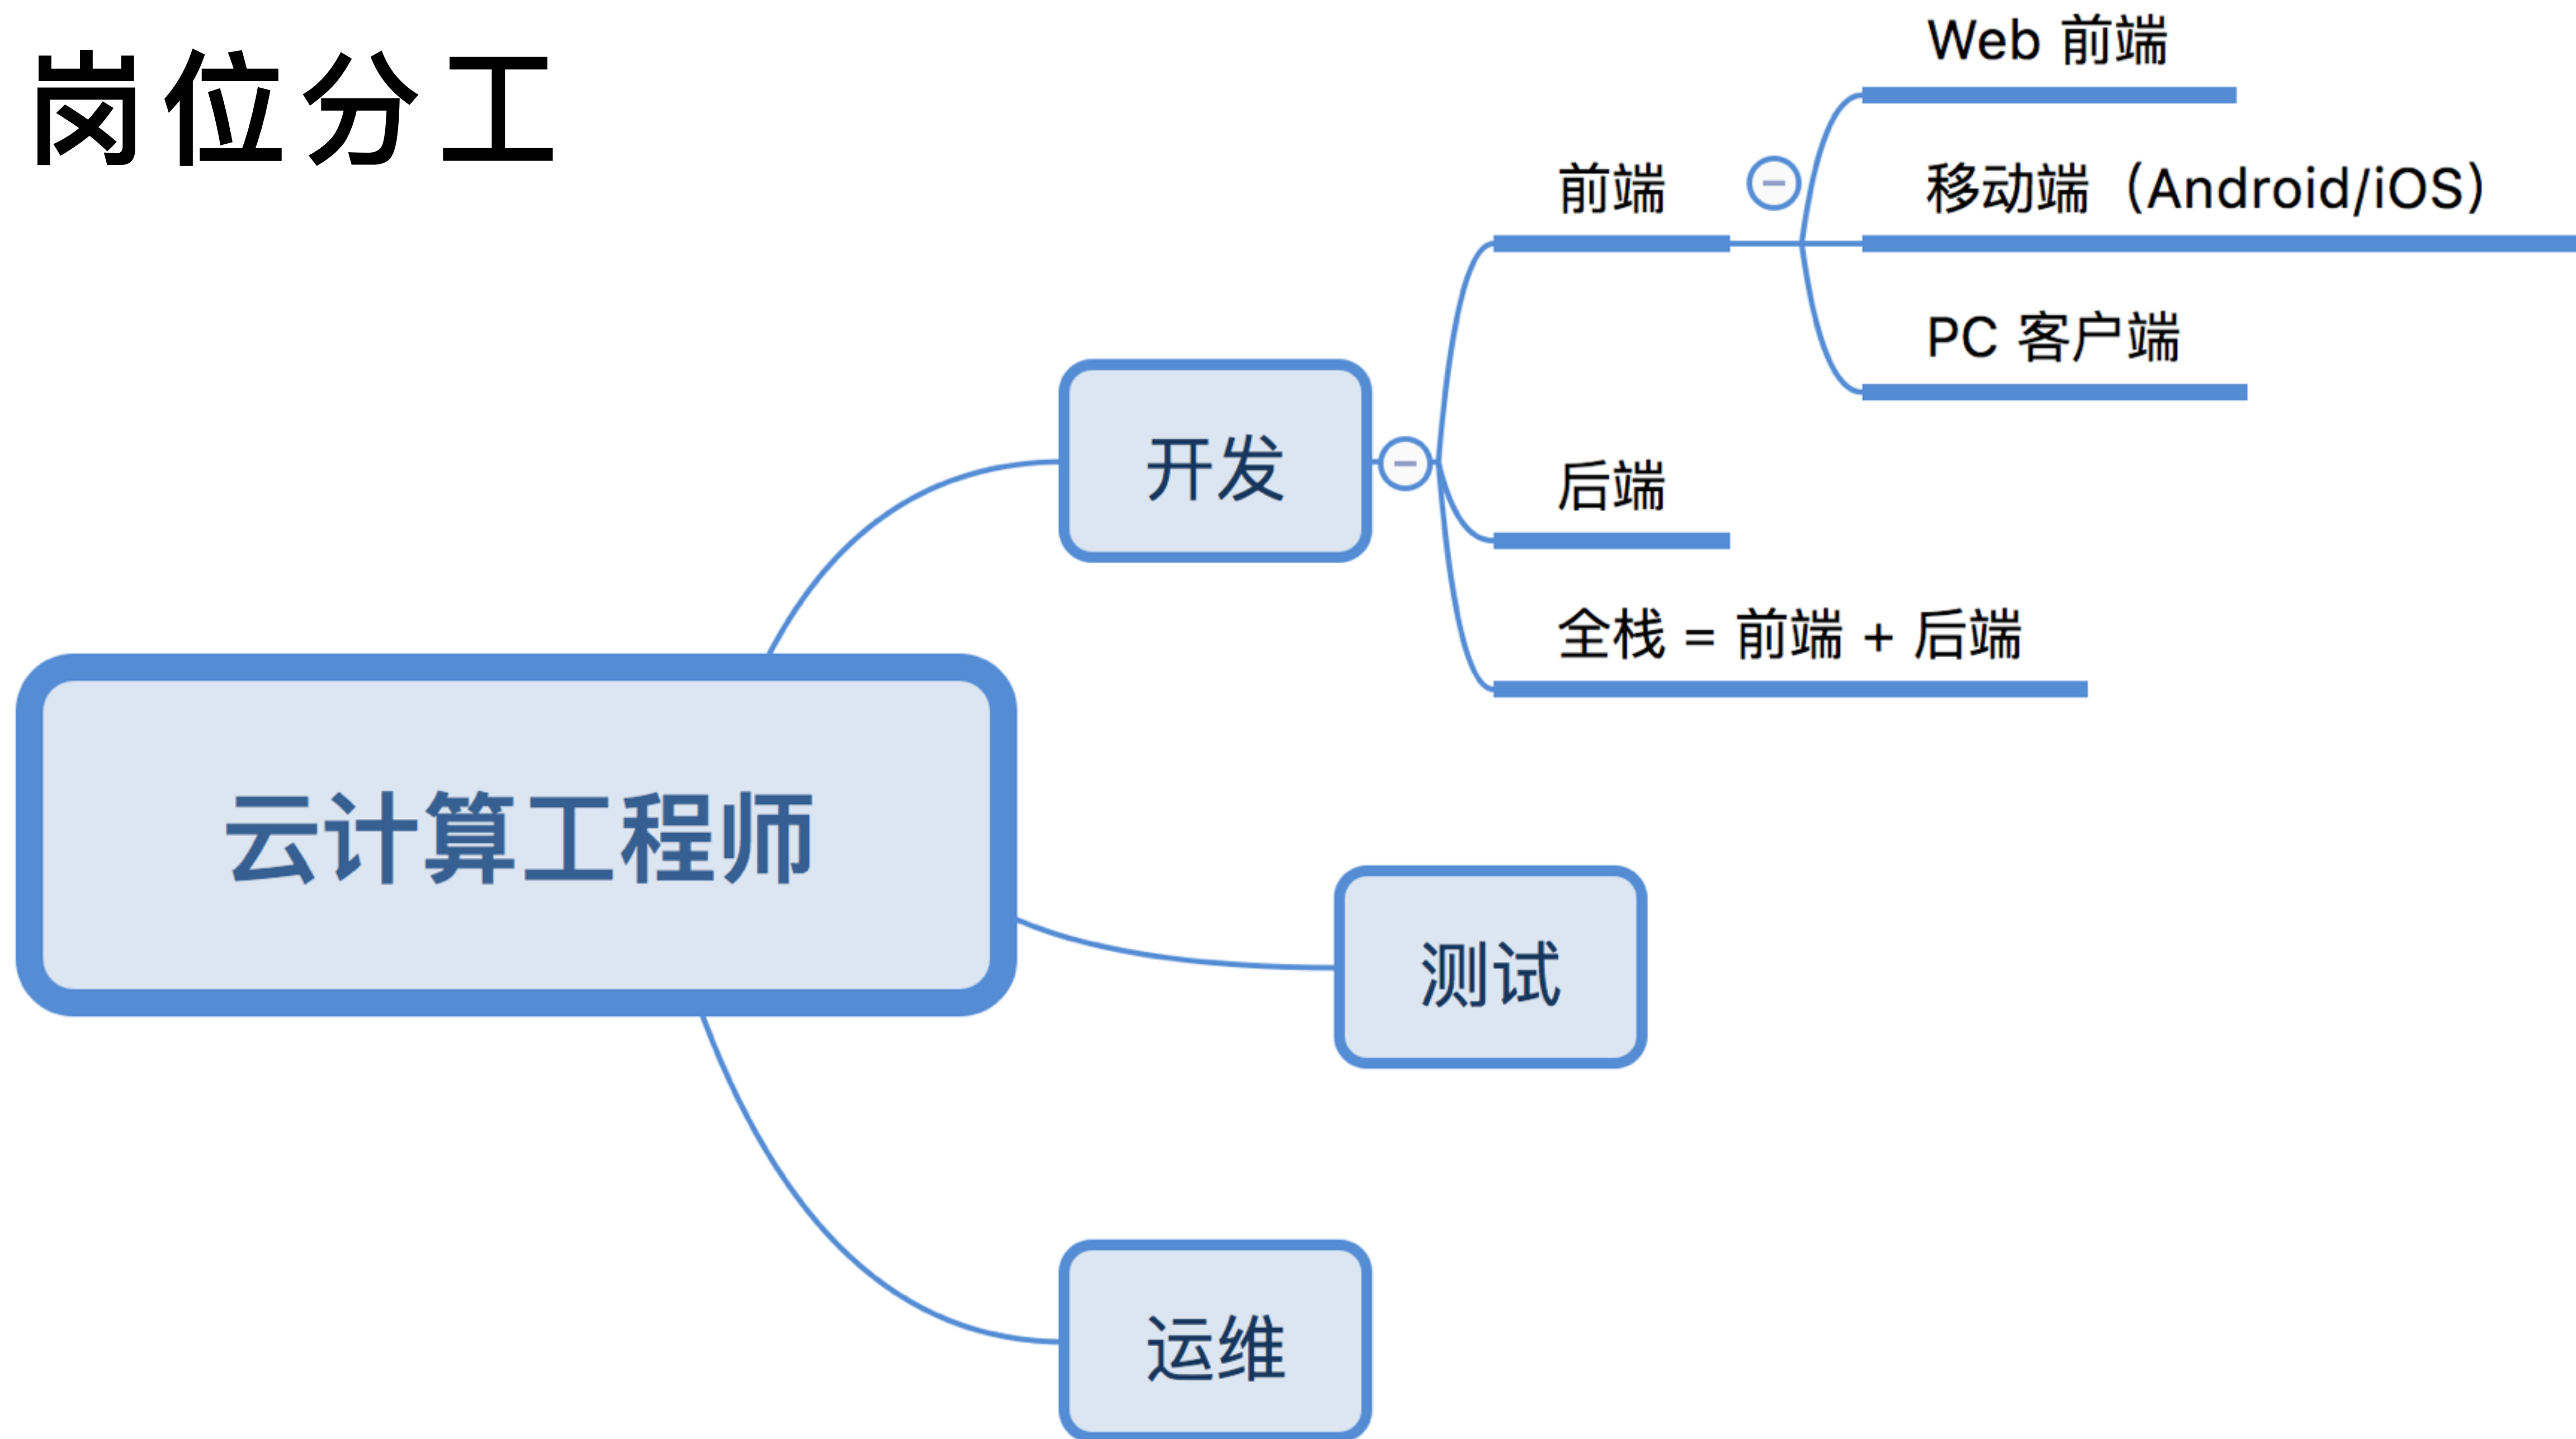 岗位分工
Web 前端
前端
移动端（Android/iOS）
PC 客户端
开发
后端
全栈 = 前端 + 后端
云计算工程师
测试
运维